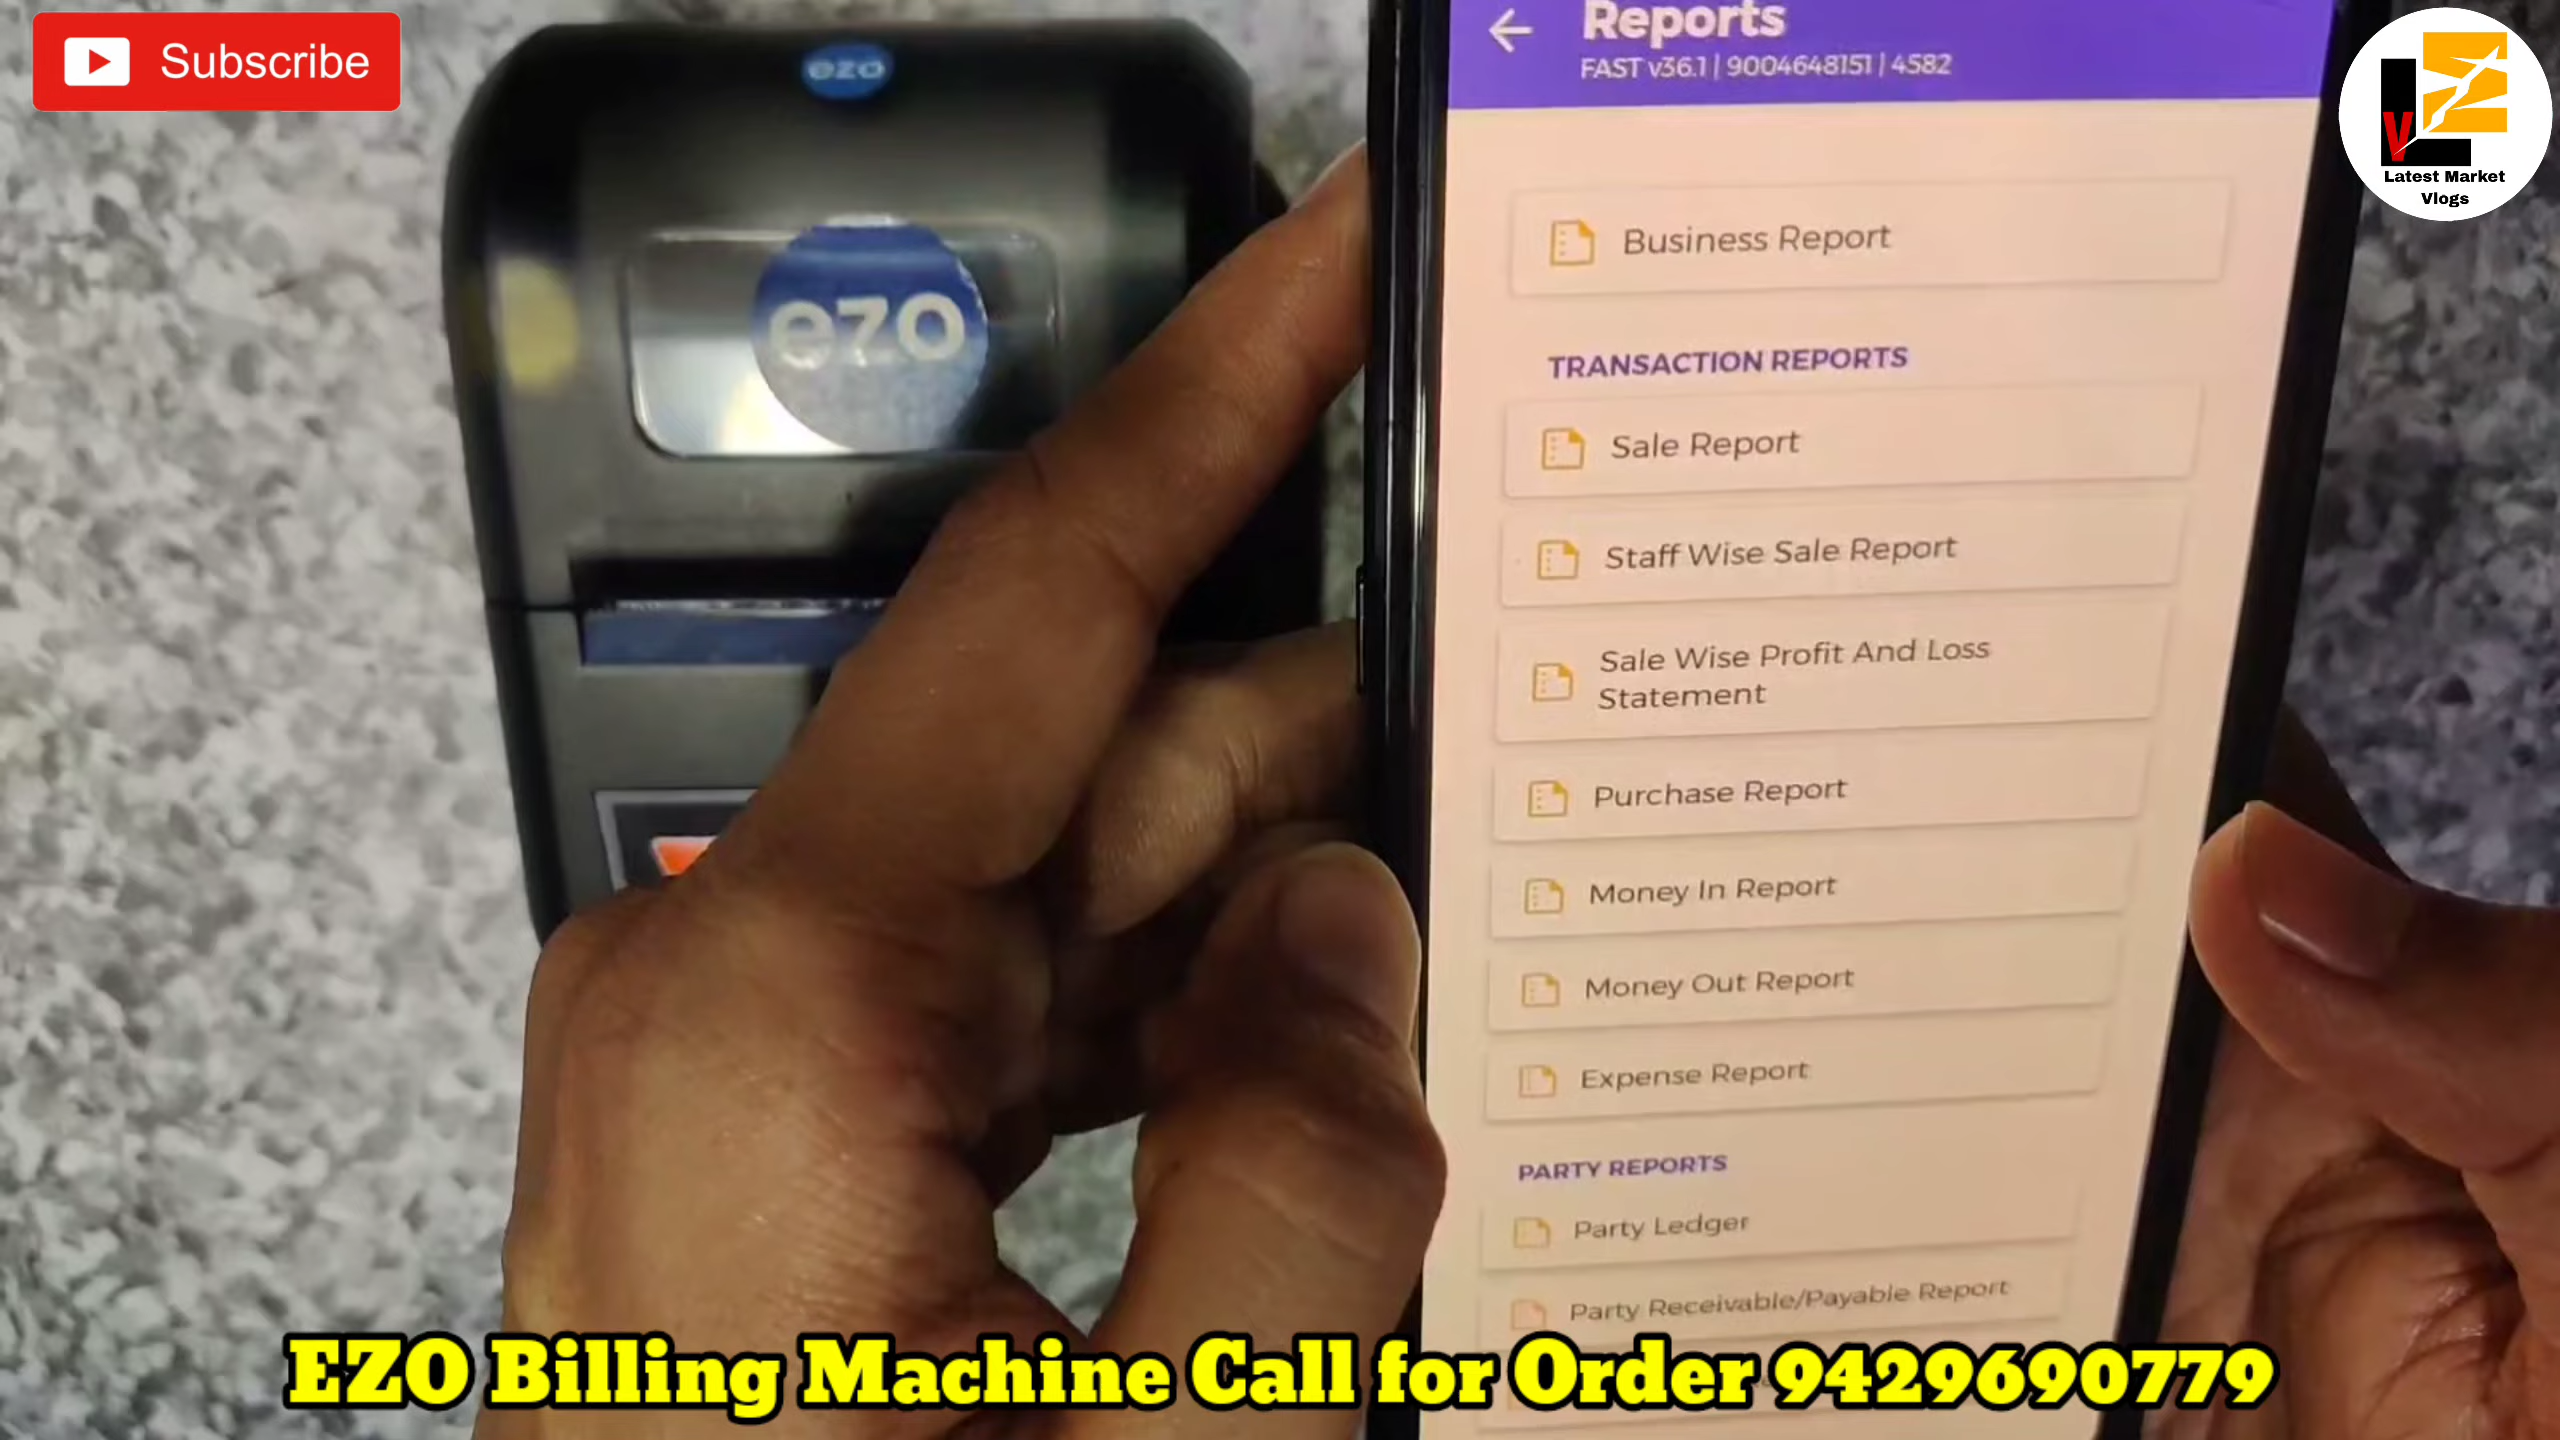 Subscribe
ezo
ezo
Reports
FAST v36.1 | 9004648151 | 4582
Business Report
TRANSACTION REPORTS
Sale Report
Staff Wise Sale Report
Sale Wise Profit And Loss
Statement
Purchase Report
Money In Report
Money Out Report
Expense Report
PARTY REPORTS
Party Ledger
Party Receivable/Payable Report
LVZ
Latest Market
Vlogs
EZO Billing Machine Call for Order 9429690779